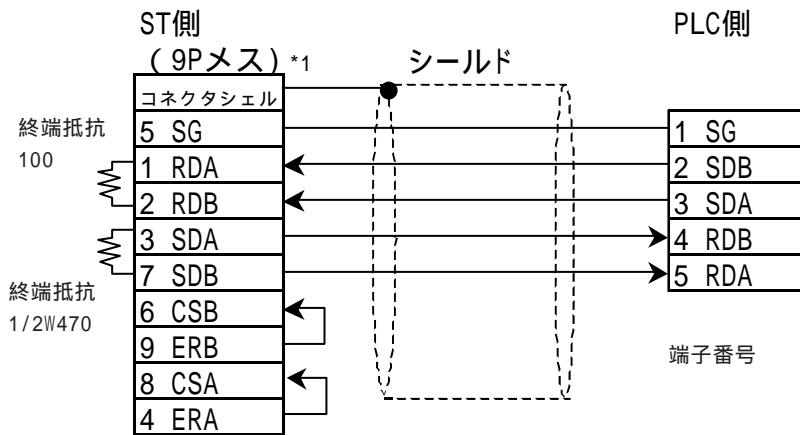 ST側
(9Pメス) *1
シールド
PLC側
コネクタシェル
終端抵抗
100
5 SG
1 RDA
2 RDB
3 SDA
7 SDB
6 CSB
9 ERB
8 CSA
4 ERA
終端抵抗
1/2W470
1 SG
2 SDB
3 SDA
4 RDB
5 RDA
端子番号